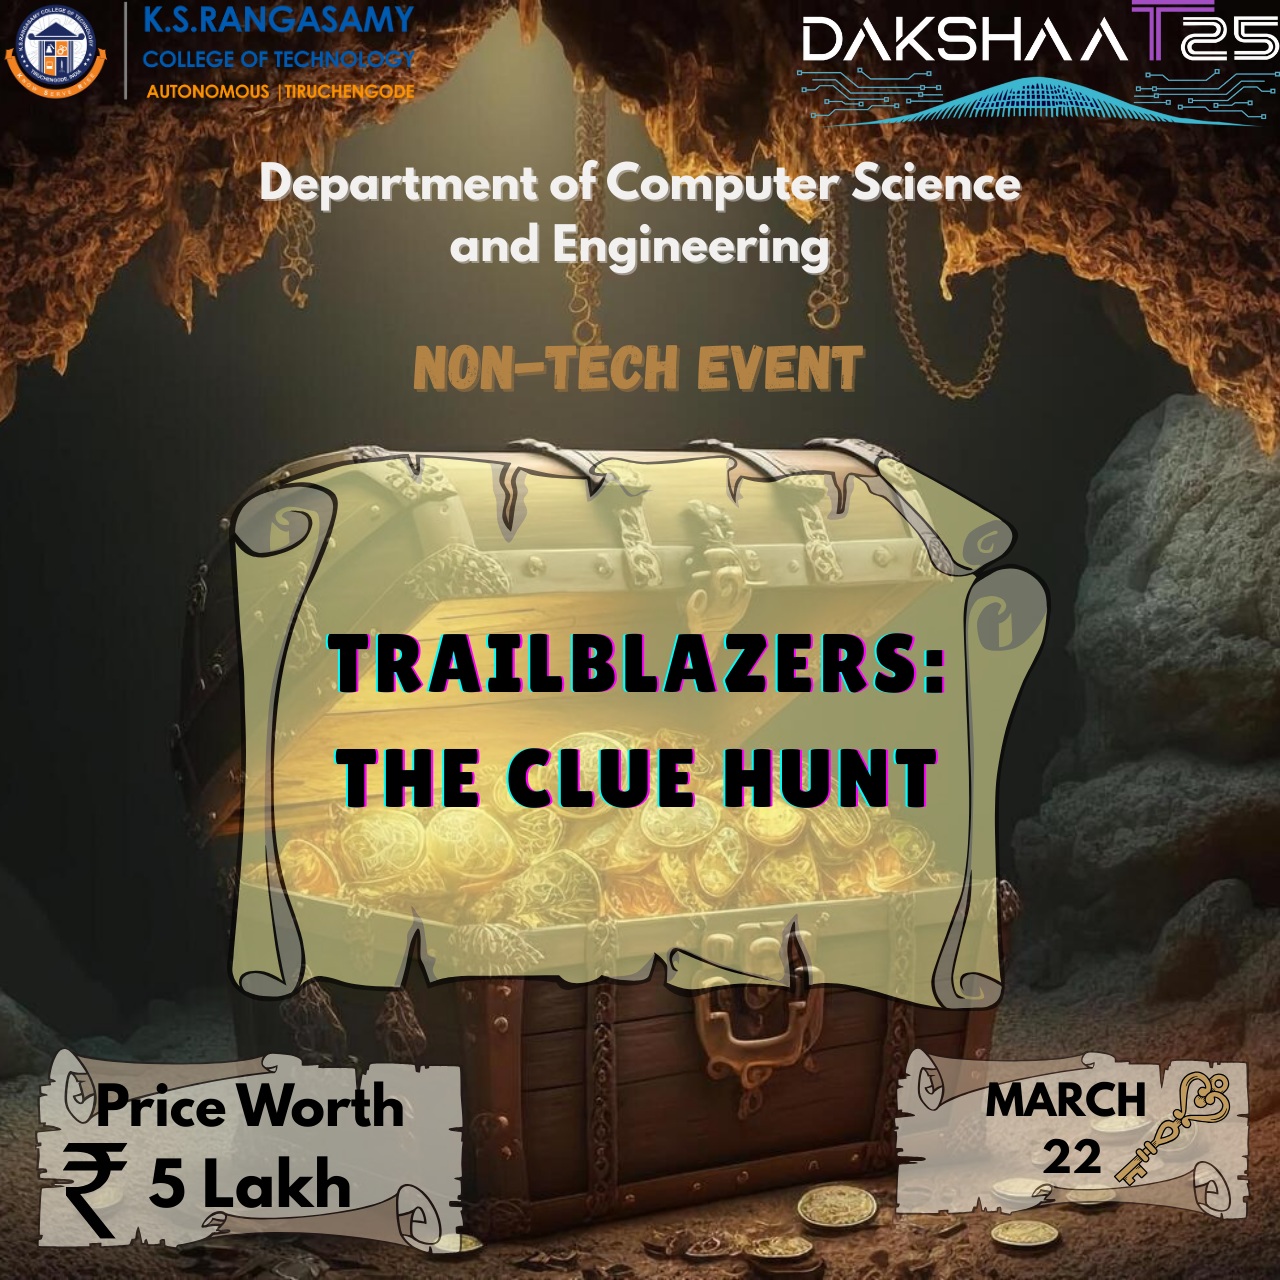 K.S.RANGASAMY
COLLEGE OF TECHNOLOGY
AUTONOMOUS | TIRUCHENGODE
DAKSHAA T25
Department of Computer Science
and Engineering
NON-TECH EVENT
TRAILBLAZERS:
THE CLUE HUNT
Price Worth
₹ 5 Lakh
MARCH
22